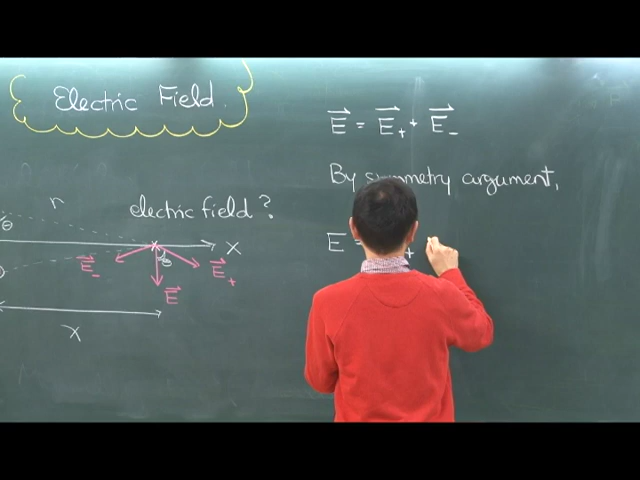 Electric Field.
E = E₊ + E₋
By symmetry argument,
E =
r
electric field?
θ
x
E₋
θ
E₊
E
x